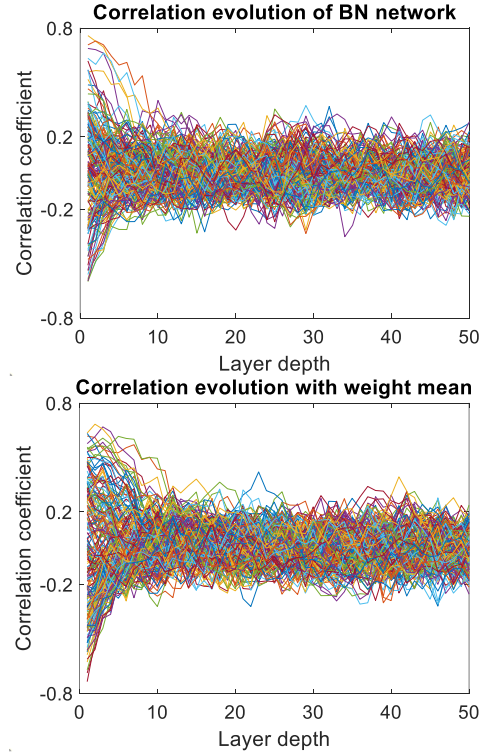 Correlation evolution of BN network
0.8
0.2
-0.2
-0.8
Correlation coefficient
0 10 20 30 40 50
Layer depth
Correlation evolution with weight mean
0.8
0.2
-0.2
-0.8
Correlation coefficient
0 10 20 30 40 50
Layer depth